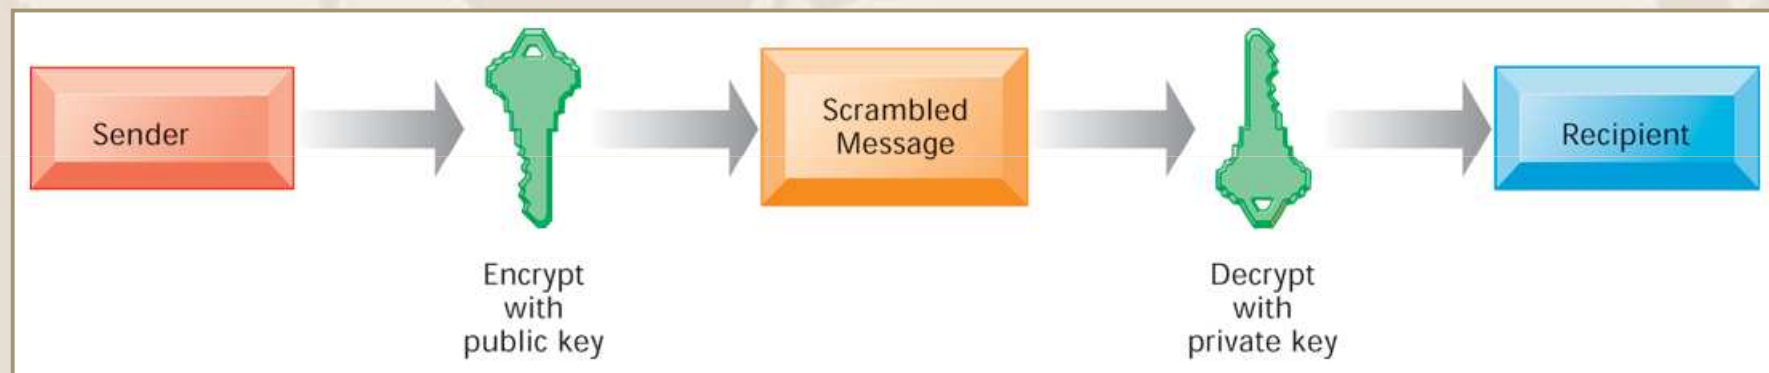 Sender
Encrypt
with
public key
Scrambled
Message
Decrypt
with
private key
Recipient